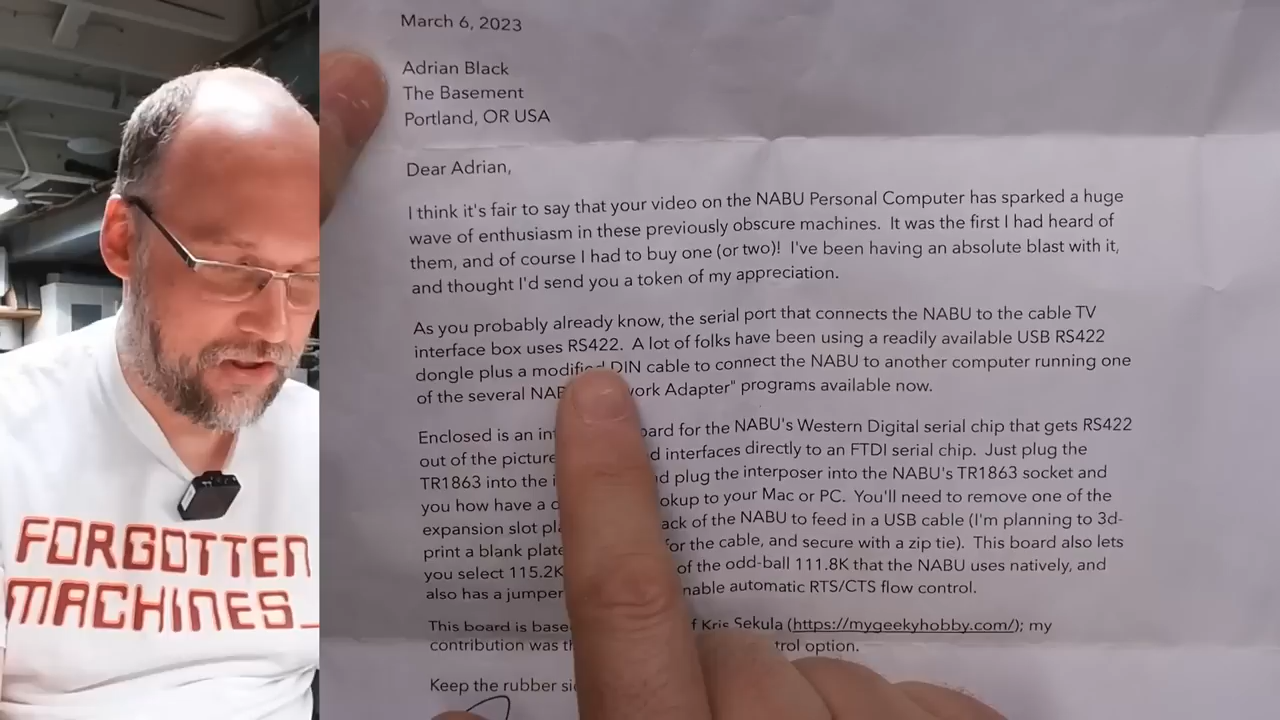 March 6, 2023
Adrian Black
The Basement
Portland, OR USA
Dear Adrian,
I think it's fair to say that your video on the NABU Personal Computer has sparked a huge
wave of enthusiasm in these previously obscure machines. It was the first I had heard of
them, and of course I had to buy one (or two)! I've been having an absolute blast with it,
and thought I'd send you a token of my appreciation.
As you probably already know, the serial port that connects the NABU to the cable TV
interface box uses RS422. A lot of folks have been using a readily available USB RS422
dongle plus a modified DIN cable to connect the NABU to another computer running one
of the several Adapter" programs available now.
Enclosed is an for the NABU's Western Digital serial chip that gets RS422
out of the picture interfaces directly to an FTDI serial chip. Just plug the
TR1863 into the plug the interposer into the NABU's TR1863 socket and
you how have a to your Mac or PC. You'll need to remove one of the
expansion slot of the NABU to feed in a USB cable (I'm planning to 3d-
print a blank plate for the cable, and secure with a zip tie). This board also lets
you select 115.2K of the odd-ball 111.8K that the NABU uses natively, and
also has a jumper automatic RTS/CTS flow control.
This board is Kris Sekula (https://mygeekyhobby.com/); my
contribution was option.
Keep the rubber
FORGOTTEN
MACHINES_